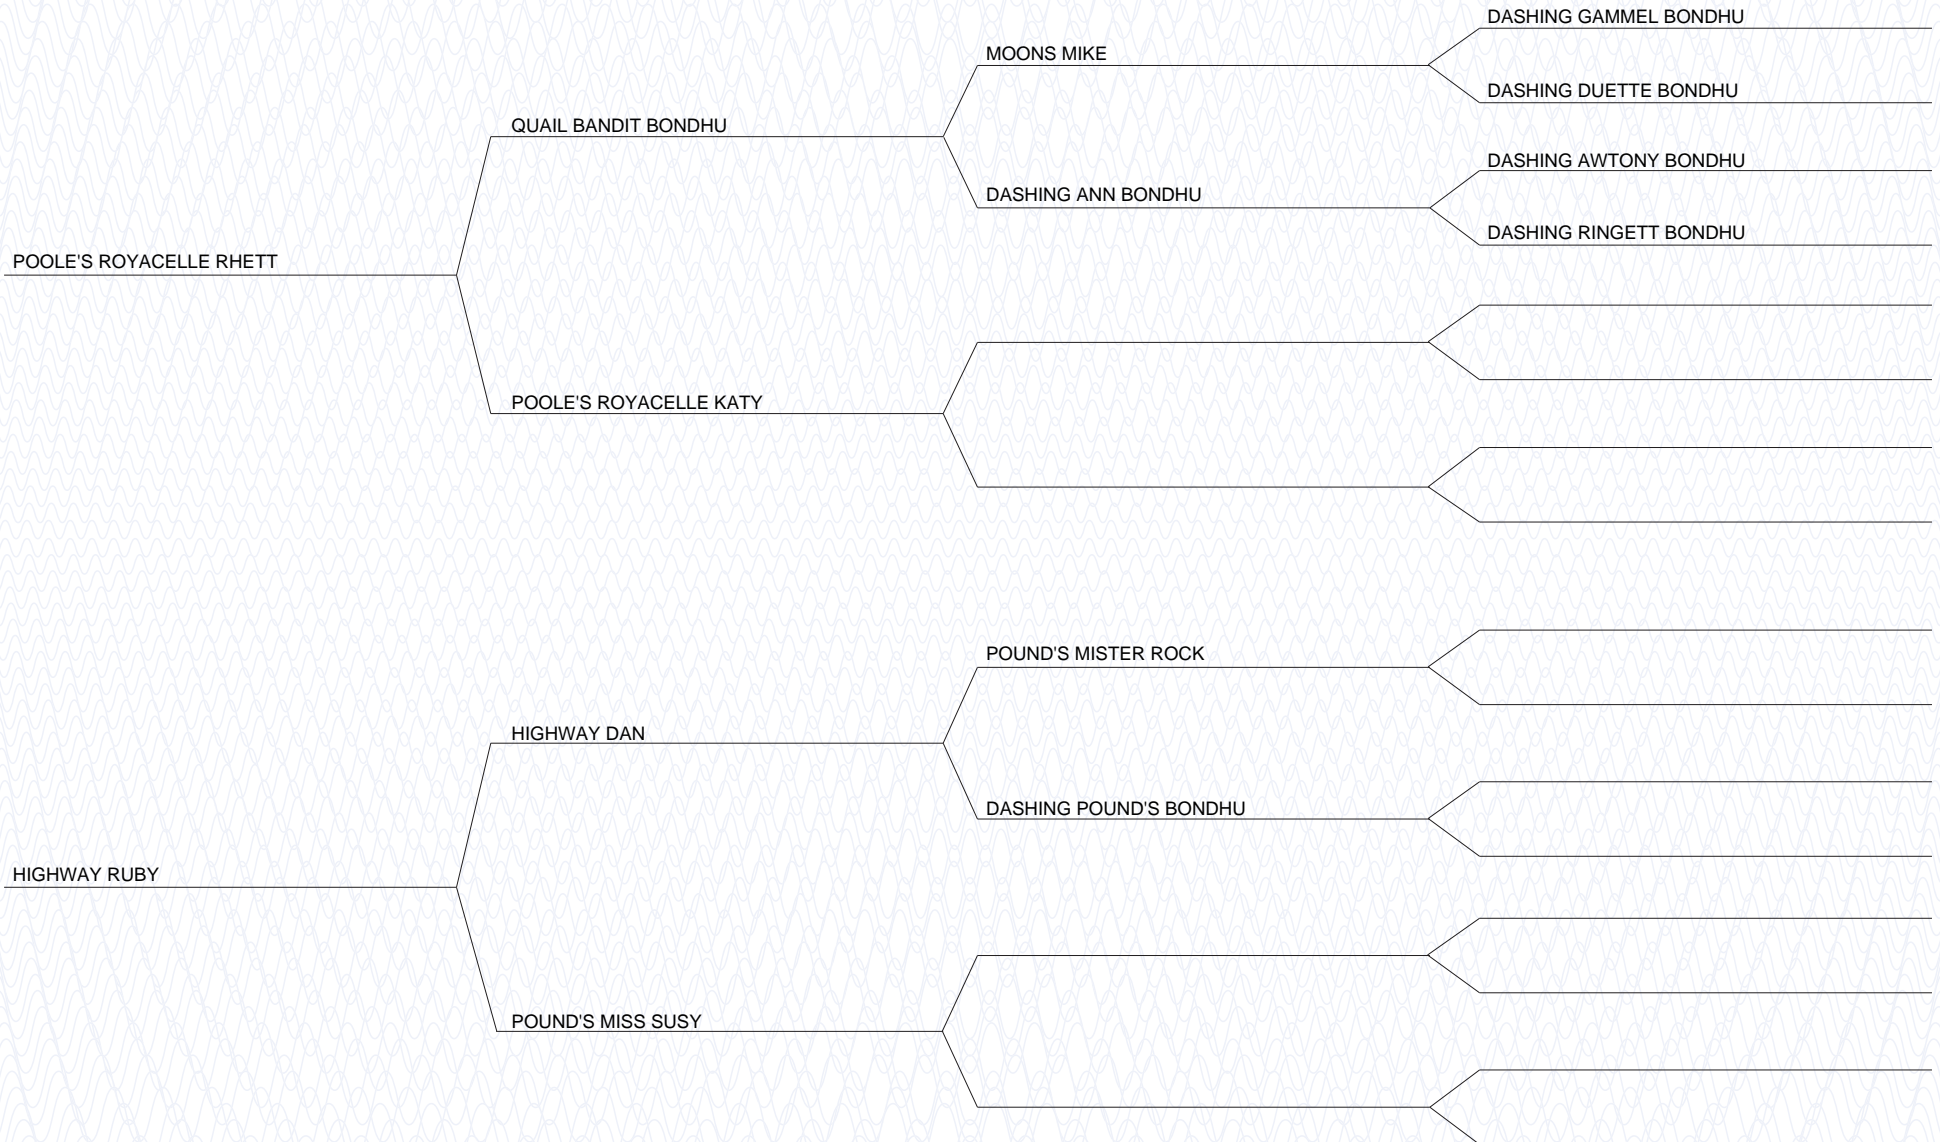 DASHING GAMMEL BONDHU
MOONS MIKE
DASHING DUETTE BONDHU
QUAIL BANDIT BONDHU
DASHING AWTONY BONDHU
DASHING ANN BONDHU
DASHING RINGETT BONDHU
POOLE'S ROYACELLE RHETT
POOLE'S ROYACELLE KATY
POUND'S MISTER ROCK
HIGHWAY DAN
DASHING POUND'S BONDHU
HIGHWAY RUBY
POUND'S MISS SUSY